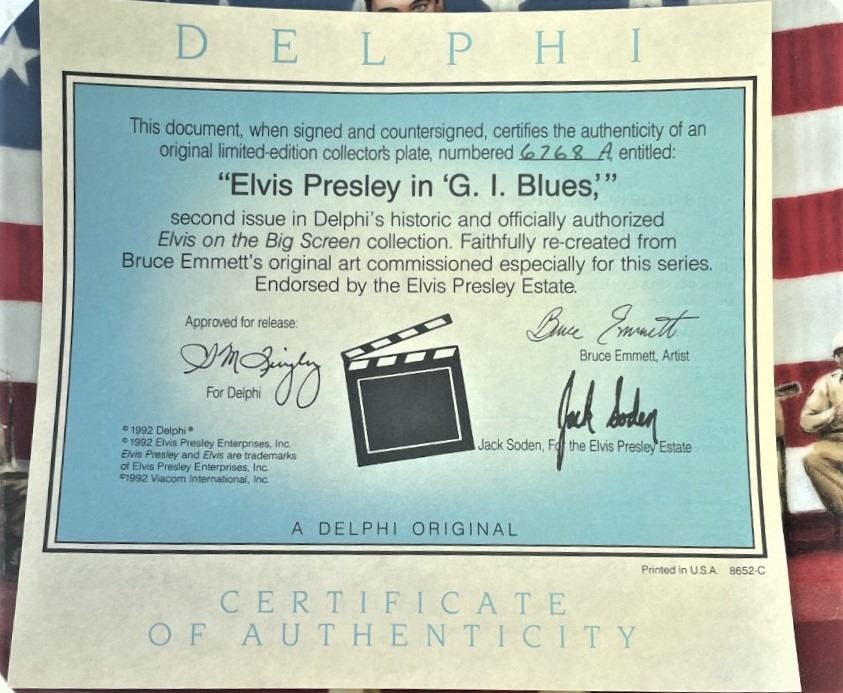 DELPHI
This document, when signed and countersigned, certifies the authenticity of an
original limited-edition collector's plate, numbered 6768 A, entitled:
“Elvis Presley in ‘G. I. Blues,’”
second issue in Delphi's historic and officially authorized
Elvis on the Big Screen collection. Faithfully re-created from
Bruce Emmett's original art commissioned especially for this series.
Endorsed by the Elvis Presley Estate.
Approved for release:
For Delphi
Bruce Emmett
Bruce Emmett, Artist
Jack Soden
Jack Soden, For the Elvis Presley Estate
© 1992 Delphi®
© 1992 Elvis Presley Enterprises, Inc.
Elvis Presley and Elvis are trademarks
of Elvis Presley Enterprises, Inc.
©1992 Viacom International, Inc.
A DELPHI ORIGINAL
Printed in U.S.A. 8652-C
CERTIFICATE
OF AUTHENTICITY